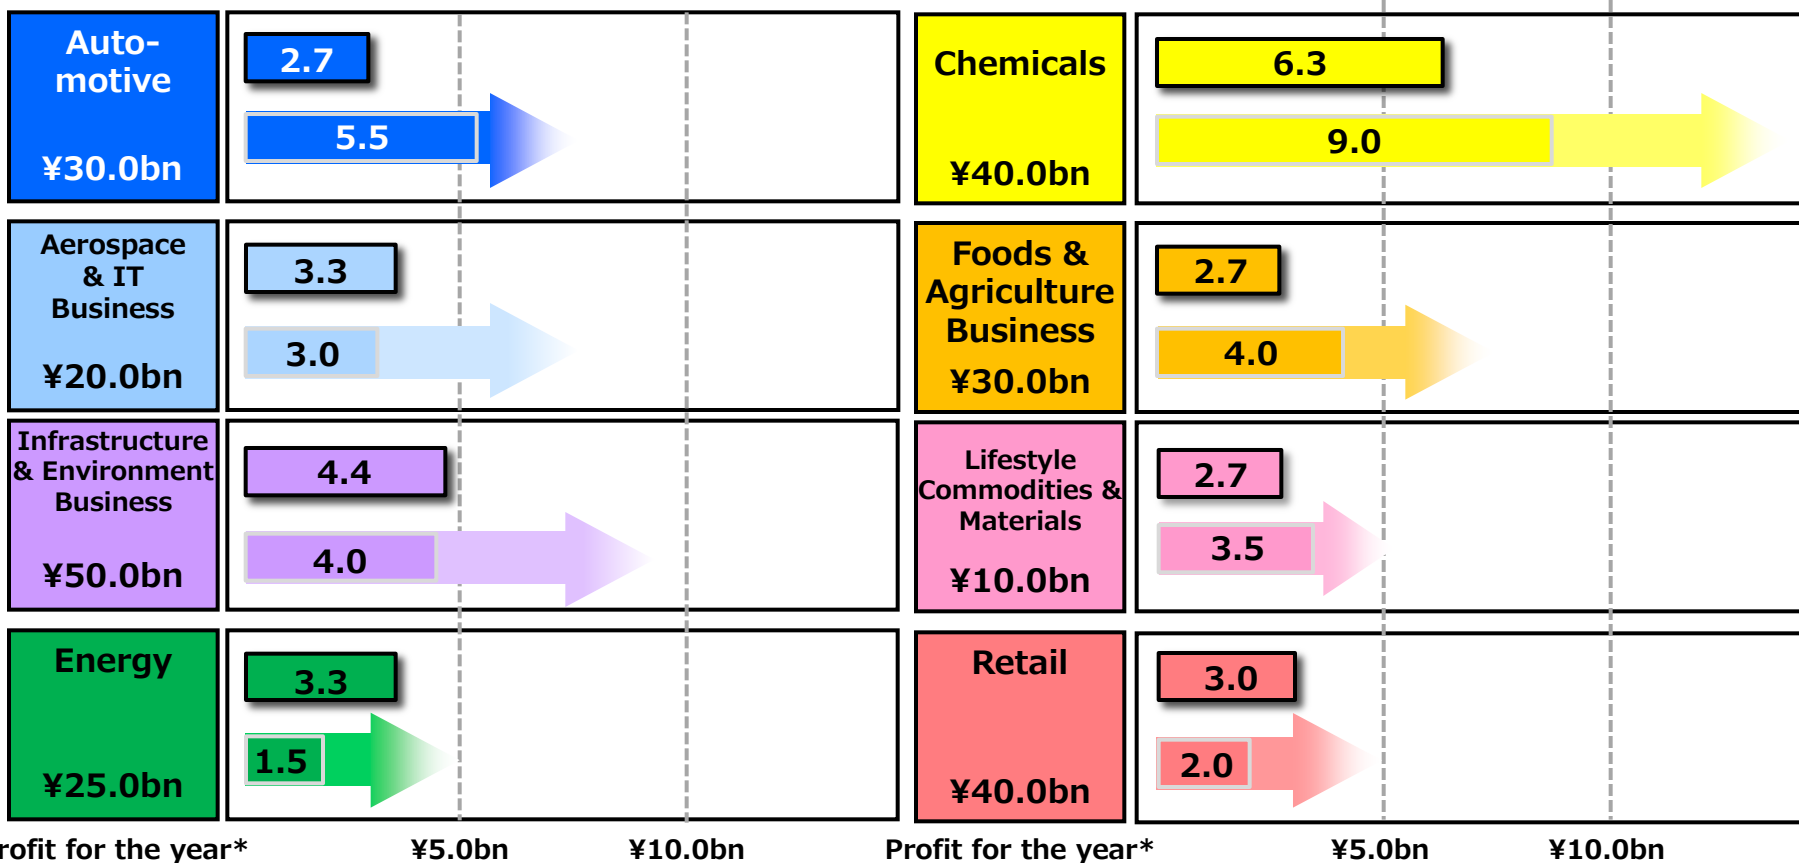 Auto-
motive
¥30.0bn
2.7
5.5
Aerospace
& IT
Business
¥20.0bn
3.3
3.0
Infrastructure
& Environment
Business
¥50.0bn
4.4
4.0
Energy
¥25.0bn
3.3
1.5
rofit for the year*
¥5.0bn
¥10.0bn
Chemicals
¥40.0bn
6.3
9.0
Foods &
Agriculture
Business
¥30.0bn
2.7
4.0
Lifestyle
Commodities &
Materials
¥10.0bn
2.7
3.5
Retail
¥40.0bn
3.0
2.0
Profit for the year*
¥5.0bn
¥10.0bn